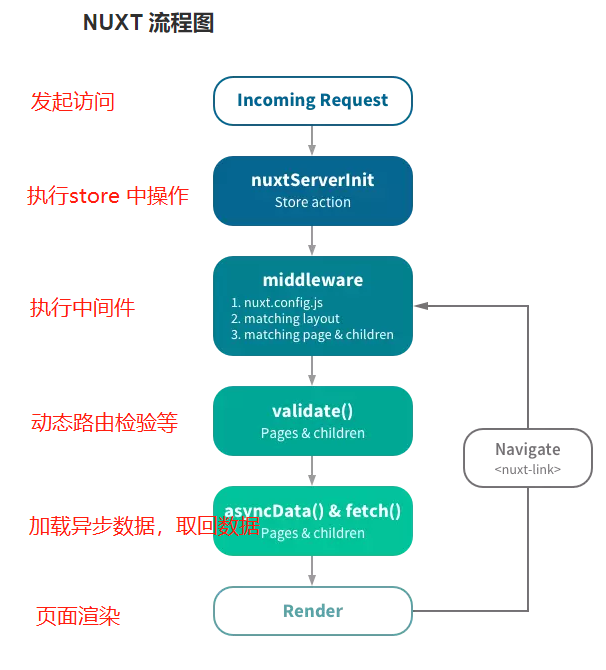 NUXT 流程图
发起访问
Incoming Request
执行store 中操作
nuxtServerInit
Store action
执行中间件
middleware
1. nuxt.config.js
2. matching layout
3. matching page & children
动态路由检验等
validate()
Pages & children
Navigate
<nuxt-link>
加载异步数据，取回数据
asyncData() & fetch()
Pages & children
页面渲染
Render